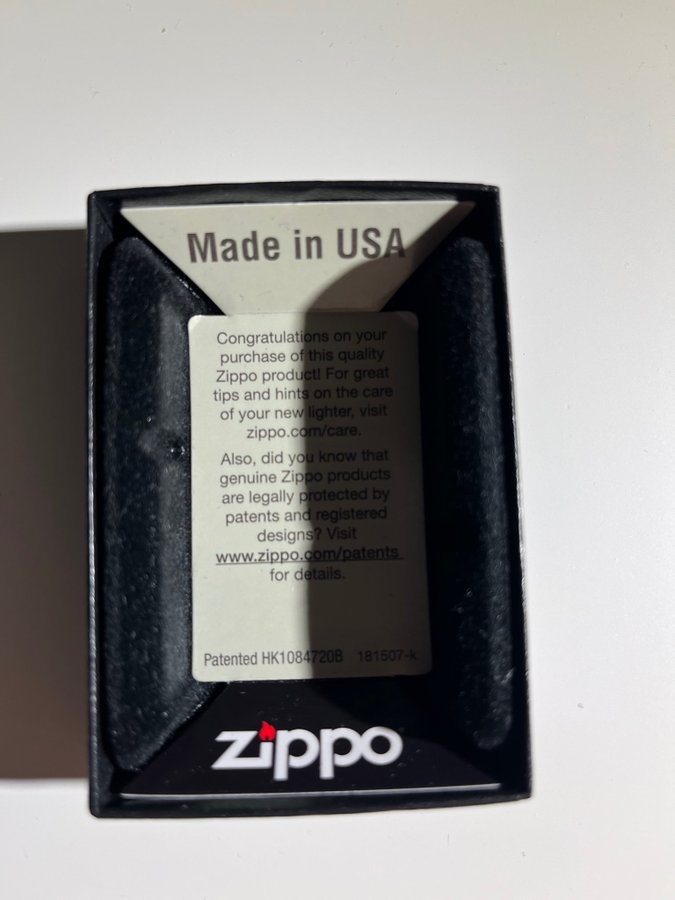 Made in USA
Congratulations on your
purchase of this quality
Zippo product! For great
tips and hints on the care
of your new lighter, visit
zippo.com/care.
Also, did you know that
genuine Zippo products
are legally protected by
patents and registered
designs? Visit
www.zippo.com/patents
for details.
Patented HK1084720B 181507-k
zippo